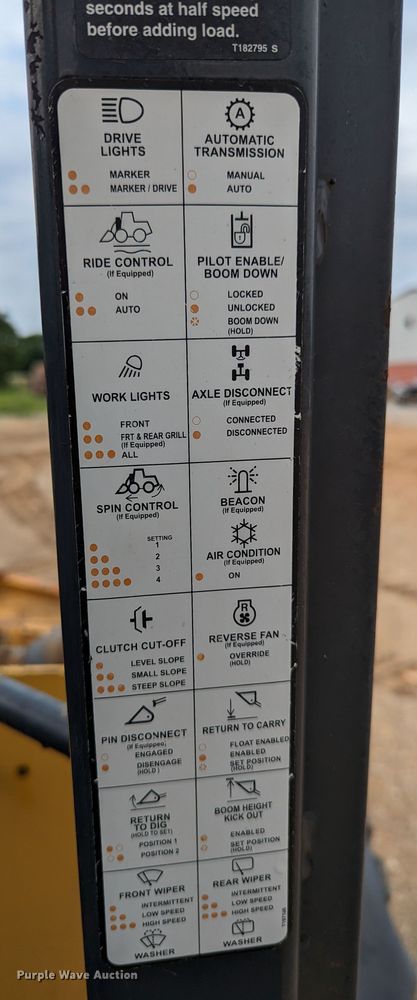 seconds at half speed
before adding load.
T182795 S
DRIVE
LIGHTS
MARKER
MARKER / DRIVE
A
AUTOMATIC
TRANSMISSION
MANUAL
AUTO
RIDE CONTROL
(If Equipped)
ON
AUTO
PILOT ENABLE/
BOOM DOWN
LOCKED
UNLOCKED
BOOM DOWN
(HOLD)
WORK LIGHTS
FRONT
FRT & REAR GRILL
(If Equipped)
ALL
AXLE DISCONNECT
(If Equipped)
CONNECTED
DISCONNECTED
SPIN CONTROL
(If Equipped)
SETTING
1
2
3
4
BEACON
(If Equipped)
AIR CONDITION
(If Equipped)
ON
CLUTCH CUT-OFF
LEVEL SLOPE
SMALL SLOPE
STEEP SLOPE
R
REVERSE FAN
(If Equipped)
OVERRIDE
(HOLD)
PIN DISCONNECT
(If Equipped)
ENGAGED
DISENGAGE
(HOLD )
RETURN TO CARRY
FLOAT ENABLED
ENABLED
SET POSITION
(HOLD)
RETURN
TO DIG
(HOLD TO SET)
POSITION 1
POSITION 2
BOOM HEIGHT
KICK OUT
ENABLED
SET POSITION
(HOLD)
FRONT WIPER
INTERMITTENT
LOW SPEED
HIGH SPEED
WASHER
REAR WIPER
INTERMITTENT
LOW SPEED
HIGH SPEED
WASHER
Purple Wave Auction